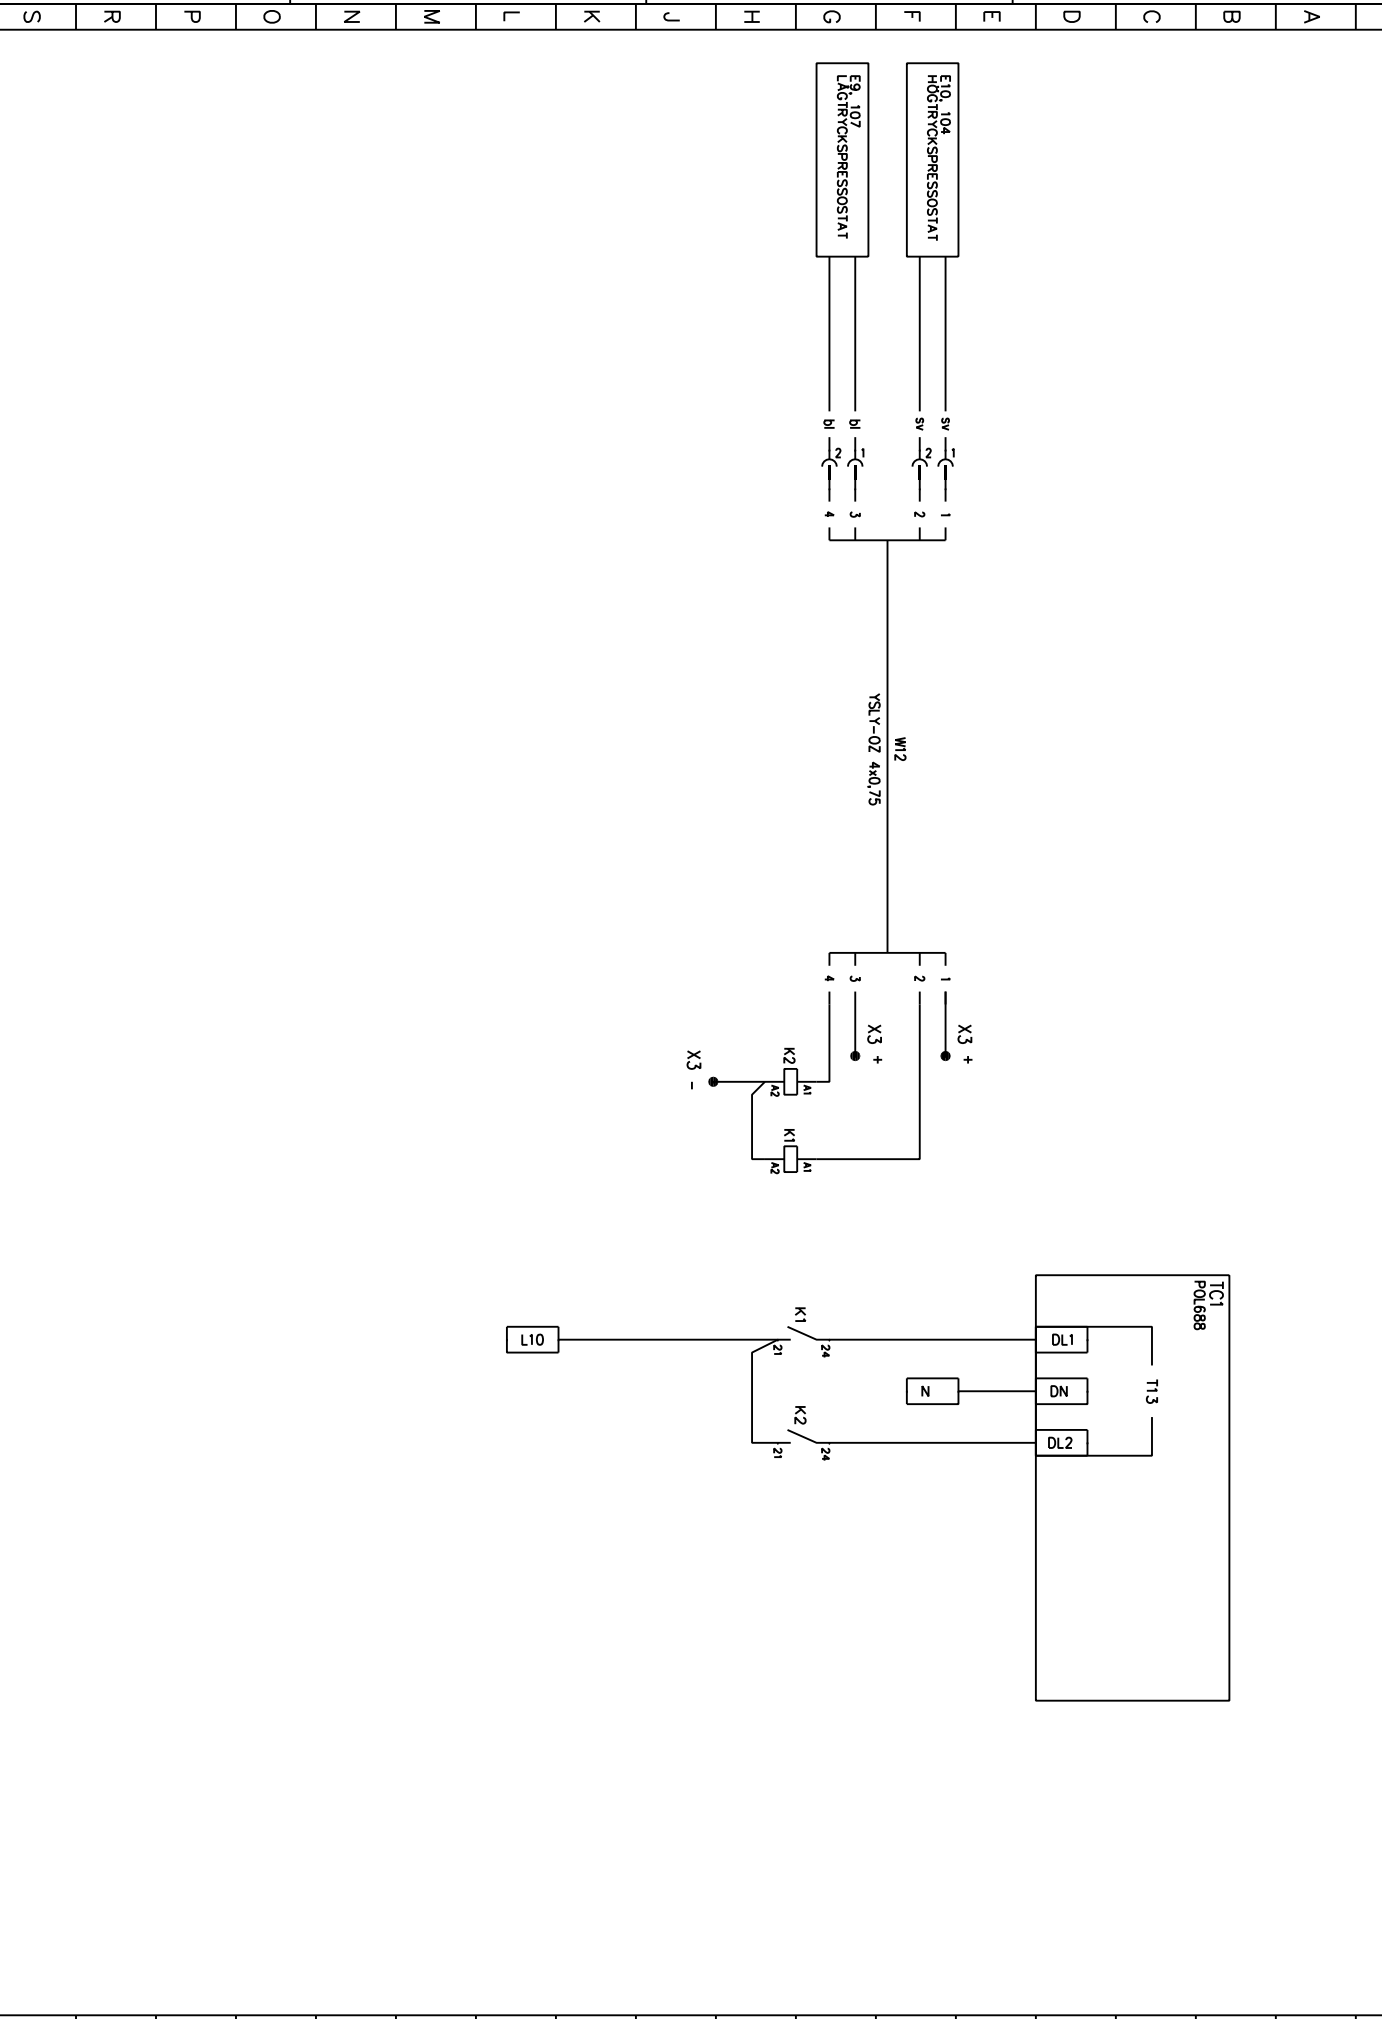 S R P O N M L K J H G F E D C B A
E10, 104
HÖGTRYCKSPRESSOSTAT
E9, 107
LÅGTRYCKSPRESSOSTAT
bl bl sv sv
2 1 2 1
4 3 2 1
W12
YSLY-OZ 4x0,75
4 3 2 1
X3 +
X3 +
X3 -
K2
A1
A2
K1
A1
A2
TC1
POL688
T13
DL1
DN
DL2
N
L10
K1
21
24
K2
21
24